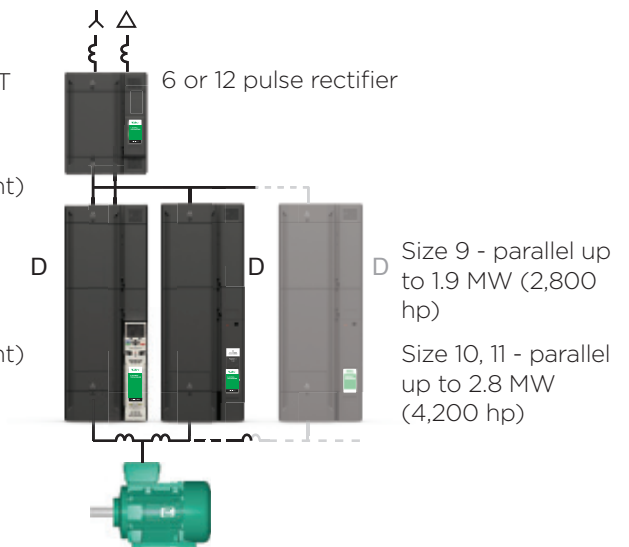 T
6 or 12 pulse rectifier
nt)
D
D
D
Size 9 - parallel up
to 1.9 MW (2,800
hp)
nt)
Size 10, 11 - parallel
up to 2.8 MW
(4,200 hp)